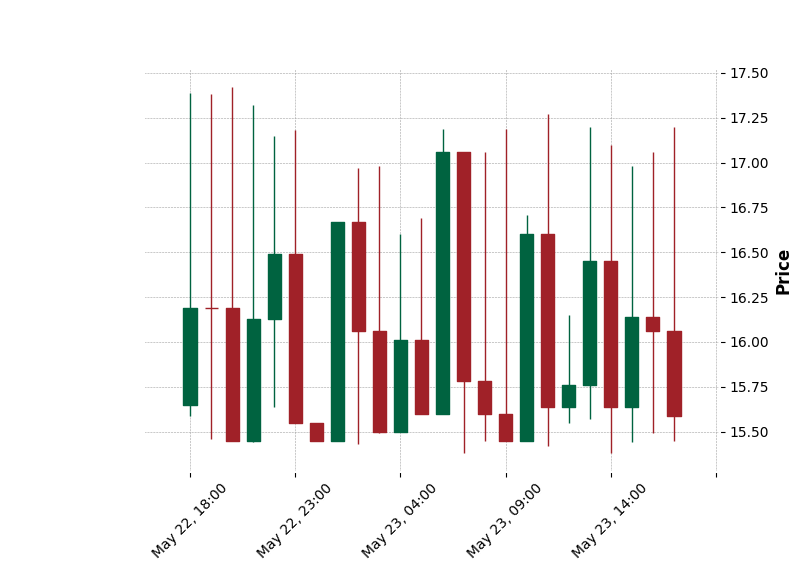 17.50
17.25
17.00
16.75
16.50
16.25
16.00
15.75
15.50
Price
May 22, 18:00
May 22, 23:00
May 23, 04:00
May 23, 09:00
May 23, 14:00